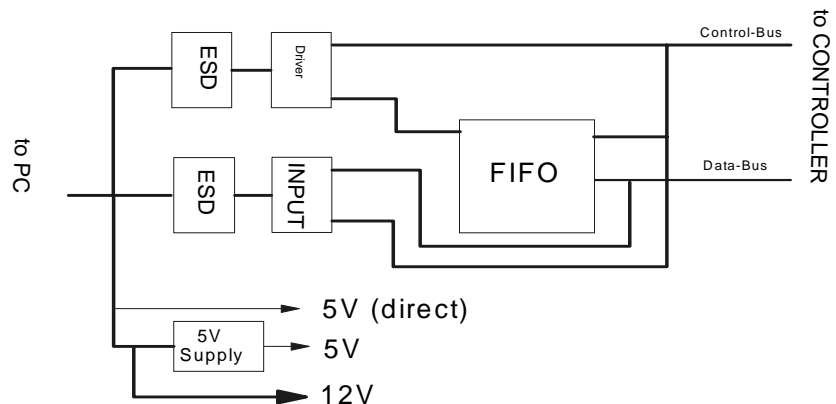 to PC
ESD
Driver
Control-Bus
to CONTROLLER
FIFO
Data-Bus
ESD
INPUT
5V (direct)
5V
Supply
5V
12V